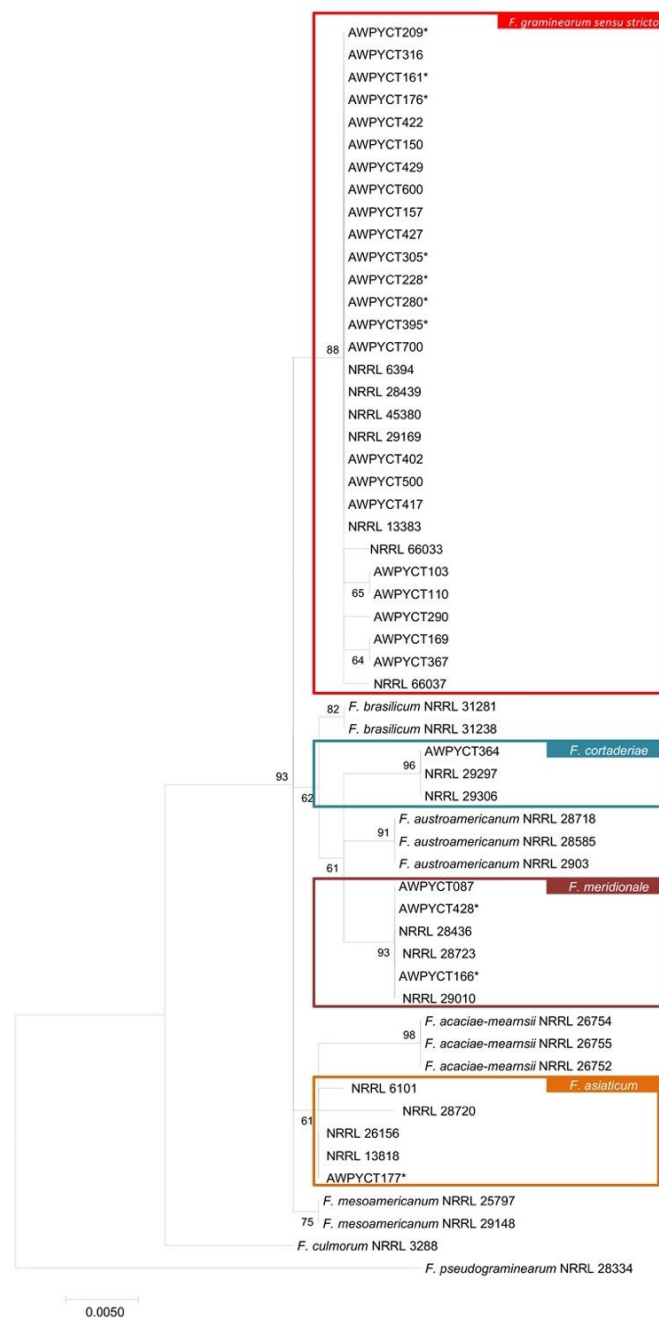 F. graminearum sensu stricto
AWPYCT209*
AWPYCT316
AWPYCT161*
AWPYCT176*
AWPYCT422
AWPYCT150
AWPYCT429
AWPYCT600
AWPYCT157
AWPYCT427
AWPYCT305*
AWPYCT228*
AWPYCT280*
AWPYCT395*
AWPYCT700
88
NRRL 6394
NRRL 28439
NRRL 45380
NRRL 29169
AWPYCT402
AWPYCT500
AWPYCT417
NRRL 13383
NRRL 66033
AWPYCT103
65 AWPYCT110
AWPYCT290
AWPYCT169
64 AWPYCT367
NRRL 66037
82 F. brasilicum NRRL 31281
F. brasilicum NRRL 31238
AWPYCT364 F. cortaderiae
96 NRRL 29297
93
62 NRRL 29306
F. austroamericanum NRRL 28718
91 F. austroamericanum NRRL 28585
F. austroamericanum NRRL 2903
61
AWPYCT087 F. meridionale
AWPYCT428*
NRRL 28436
93 NRRL 28723
AWPYCT166*
NRRL 29010
F. acaciae-mearnsii NRRL 26754
98 F. acaciae-mearnsii NRRL 26755
F. acaciae-mearnsii NRRL 26752
NRRL 6101 F. asiaticum
61 NRRL 28720
NRRL 26156
NRRL 13818
AWPYCT177*
F. mesoamericanum NRRL 25797
75 F. mesoamericanum NRRL 29148
F. culmorum NRRL 3288
F. pseudograminearum NRRL 28334
0.0050